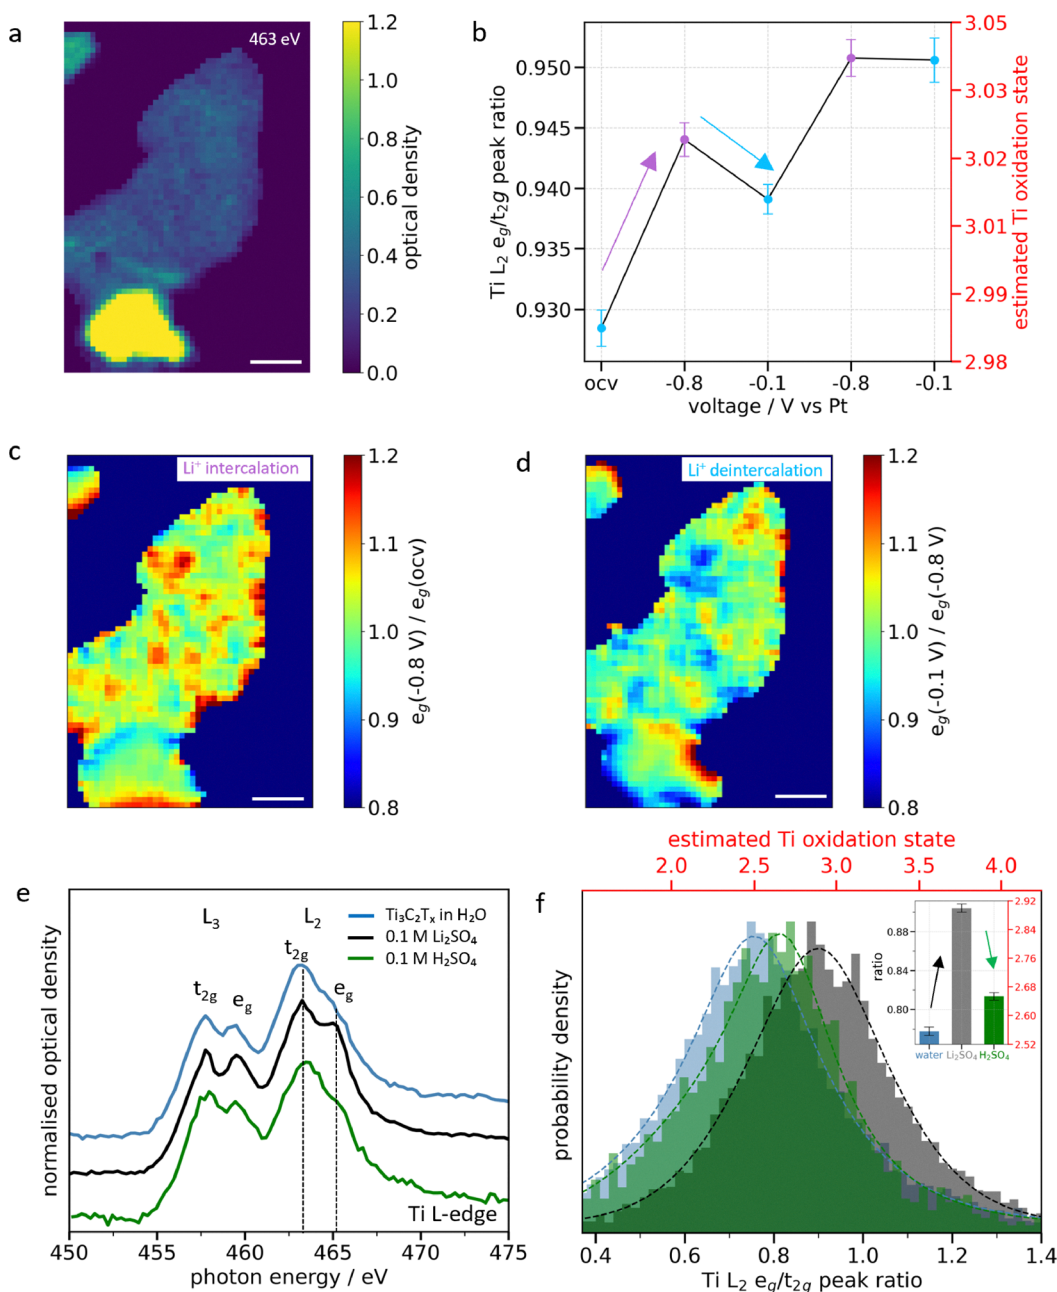 a
463 eV
1.2
1.0
0.8
0.6
0.4
0.2
0.0
optical density
b
0.950
0.945
0.940
0.935
0.930
Ti L₂ e_g/t₂g peak ratio
ocv -0.8 -0.1 -0.8 -0.1
voltage / V vs Pt
3.05
3.03
3.02
3.01
2.99
2.98
estimated Ti oxidation state
c
Li⁺ intercalation
1.2
1.1
1.0
0.9
0.8
e_g(-0.8 V) / e_g(ocv)
d
Li⁺ deintercalation
1.2
1.1
1.0
0.9
0.8
e_g(-0.1 V) / e_g(-0.8 V)
e
L₃
L₂
Ti₃C₂Tₓ in H₂O
0.1 M Li₂SO₄
0.1 M H₂SO₄
t₂g
e_g
t₂g
e_g
Ti L-edge
normalised optical density
450 455 460 465 470 475
photon energy / eV
estimated Ti oxidation state
2.0 2.5 3.0 3.5 4.0
f
probability density
0.4 0.6 0.8 1.0 1.2 1.4
Ti L₂ e_g/t₂g peak ratio
ratio
0.88
0.84
0.80
2.92
2.84
2.76
2.68
2.60
2.52
water Li₂SO₄ H₂SO₄